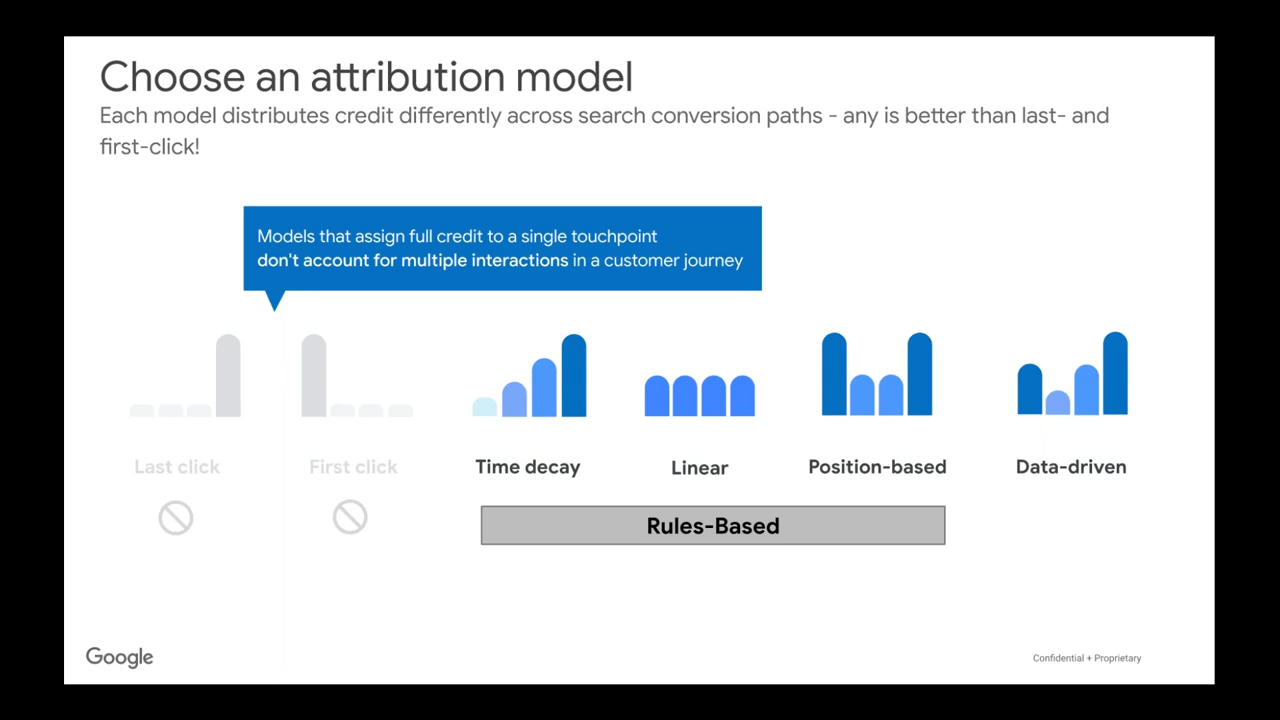 Choose an attribution model
Each model distributes credit differently across search conversion paths - any is better than last- and
first-click!
Models that assign full credit to a single touchpoint
don't account for multiple interactions in a customer journey
Last click
First click
Time decay
Linear
Position-based
Data-driven
Rules-Based
Google
Confidential + Proprietary